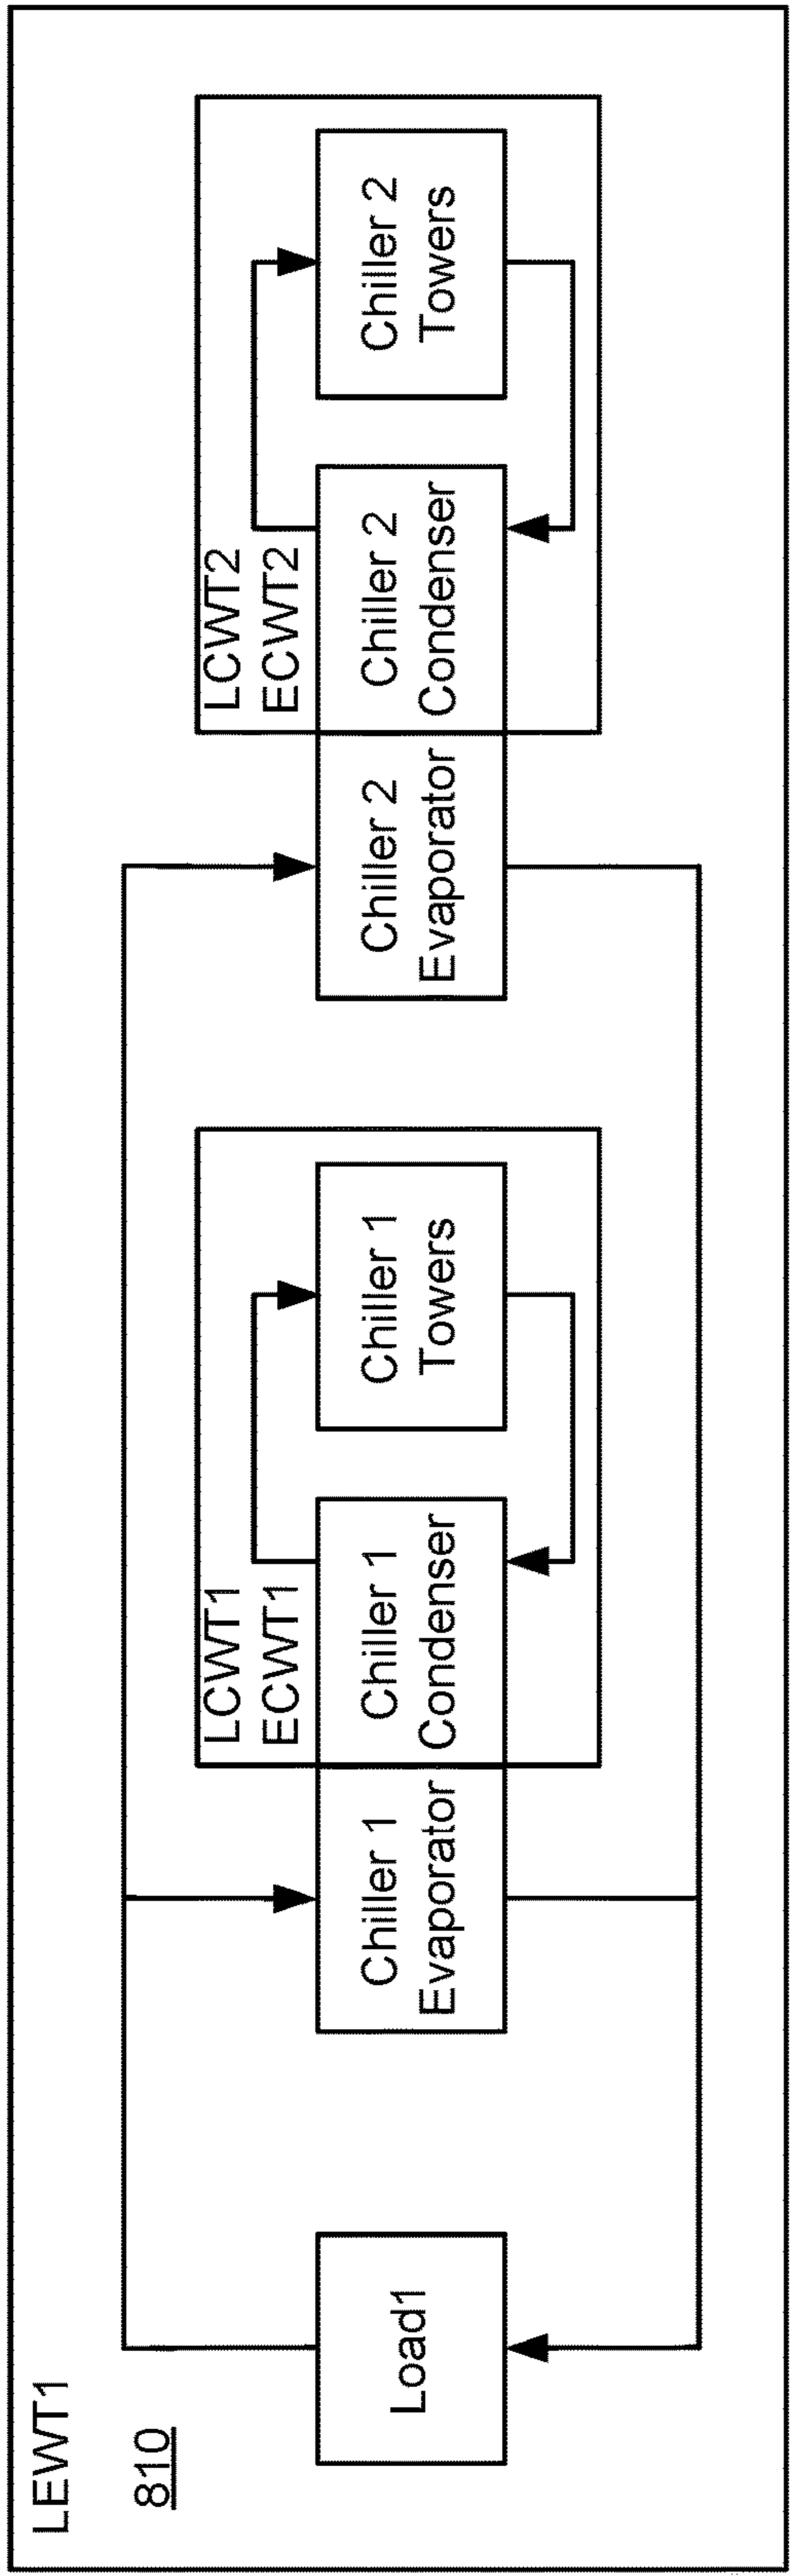 LEWT1
810
Load1
LCWT1
ECWT1
Chiller 1
Evaporator
Chiller 1
Condenser
Chiller 1
Towers
LCWT2
ECWT2
Chiller 2
Evaporator
Chiller 2
Condenser
Chiller 2
Towers